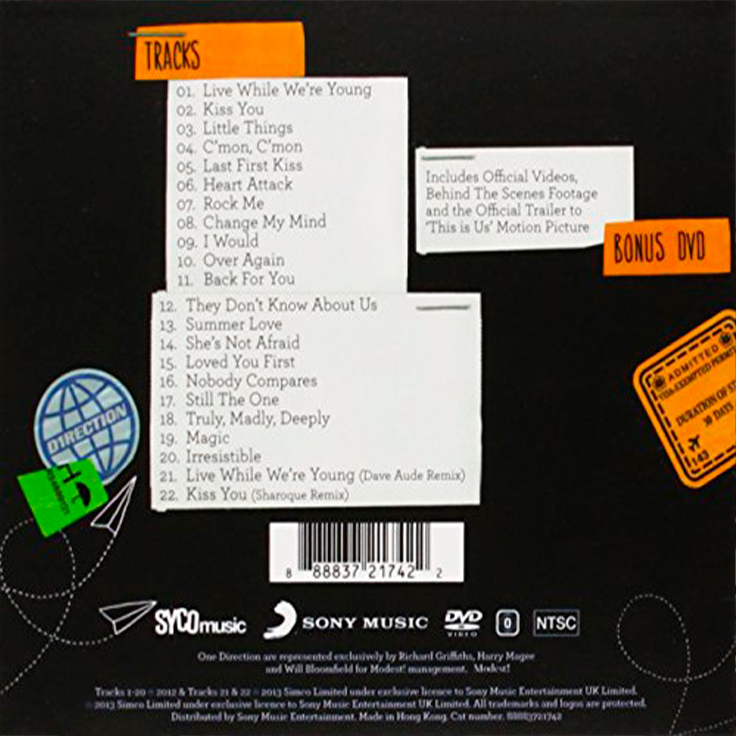 TRACKS
01. Live While We're Young
02. Kiss You
03. Little Things
04. C'mon, C'mon
05. Last First Kiss
06. Heart Attack
07. Rock Me
08. Change My Mind
09. I Would
10. Over Again
11. Back For You
12. They Don't Know About Us
13. Summer Love
14. She's Not Afraid
15. Loved You First
16. Nobody Compares
17. Still The One
18. Truly, Madly, Deeply
19. Magic
20. Irresistible
21. Live While We're Young (Dave Aude Remix)
22. Kiss You (Sharoque Remix)
Includes Official Videos,
Behind The Scenes Footage
and the Official Trailer to
'This is Us' Motion Picture
BONUS DVD
ADMITTED
VISA-EXEMPTED PERMIT
DURATION OF
30 DAYS
143
D1RECTION
8 88837 21742 2
SYCOmusic
SONY MUSIC
DVD
VIDEO
0
NTSC
One Direction are represented exclusively by Richard Griffiths, Harry Magee
and Will Bloomfield for Modest! management. Modest!
Tracks 1-20 ℗ 2012 & Tracks 21 & 22 ℗ 2013 Simco Limited under exclusive licence to Sony Music Entertainment UK Limited.
© 2013 Simco Limited under exclusive licence to Sony Music Entertainment UK Limited. All trademarks and logos are protected.
Distributed by Sony Music Entertainment. Made in Hong Kong. Cat number. 88883721742